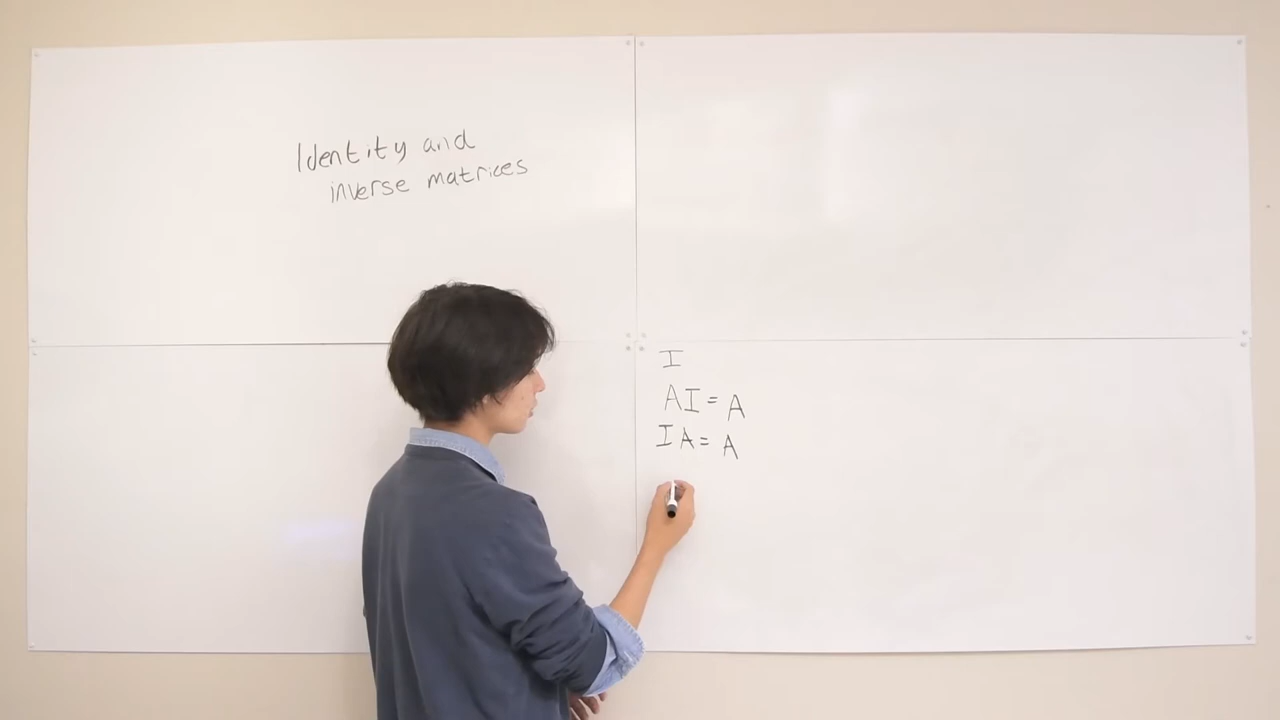 Identity and
inverse matrices
I
AI = A
IA = A